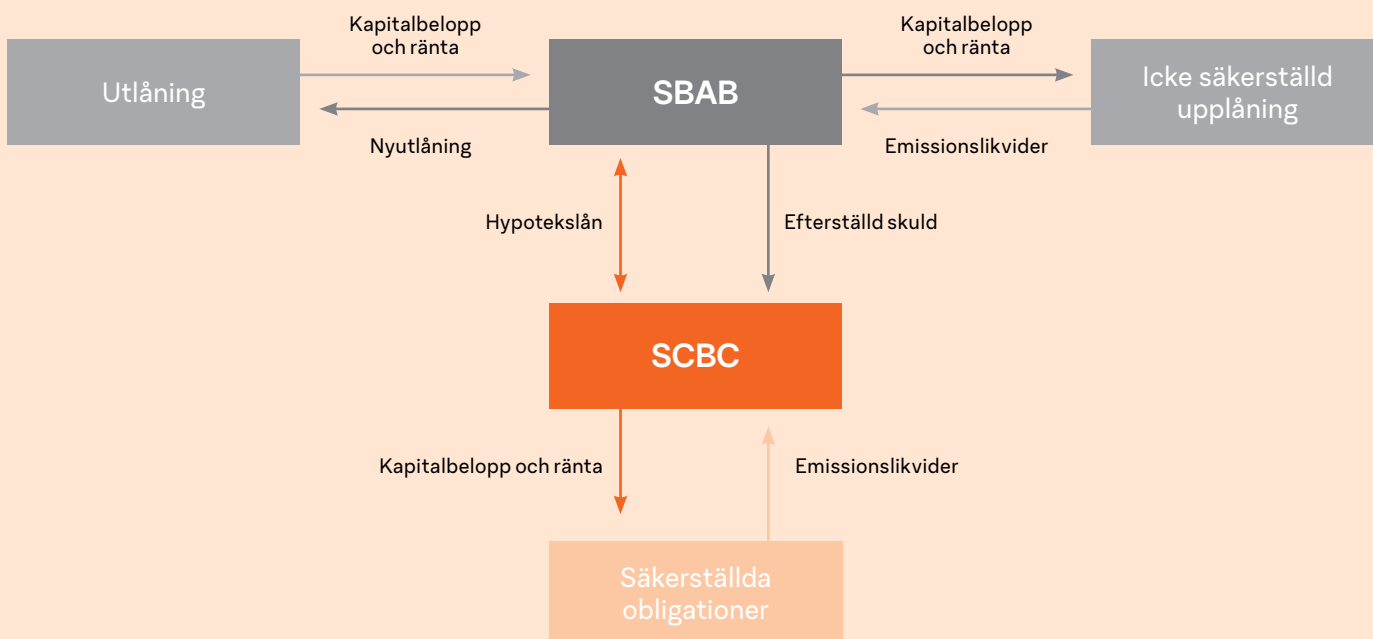 Kapitalbelopp
och ränta
Kapitalbelopp
och ränta
Utlåning
SBAB
Icke säkerställd
upplåning
Nyutlåning
Emissionslikvider
Hypotekslån
Efterställd skuld
SCBC
Kapitalbelopp och ränta
Emissionslikvider
Säkerställda
obligationer